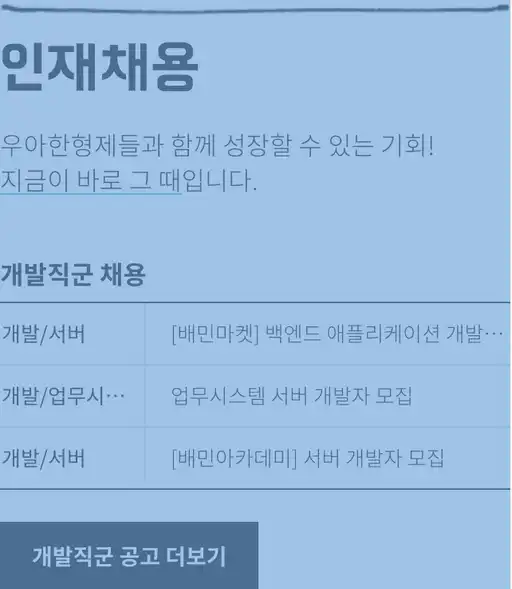 인재채용
우아한형제들과 함께 성장할 수 있는 기회!
지금이 바로 그 때입니다.
개발직군 채용
개발/서버 [배민마켓] 백엔드 애플리케이션 개발…
개발/업무시… 업무시스템 서버 개발자 모집
개발/서버 [배민아카데미] 서버 개발자 모집
개발직군 공고 더보기